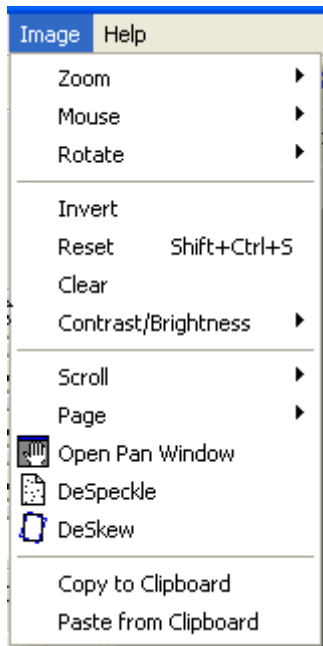 Image Help
Zoom
Mouse
Rotate
Invert
Reset Shift+Ctrl+S
Clear
Contrast/Brightness
Scroll
Page
Open Pan Window
DeSpeckle
DeSkew
Copy to Clipboard
Paste from Clipboard